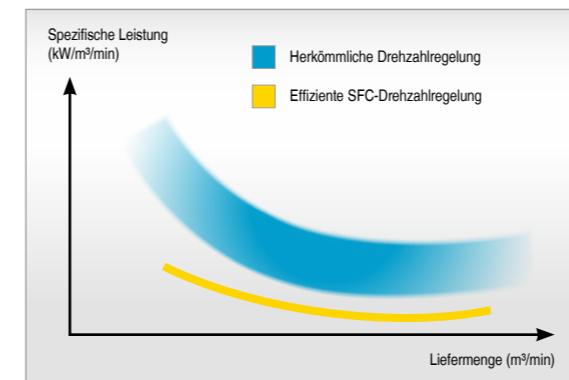 Spezifische Leistung
(kW/m³/min)
Herkömmliche Drehzahlregelung
Effiziente SFC-Drehzahlregelung
Liefermenge (m³/min)